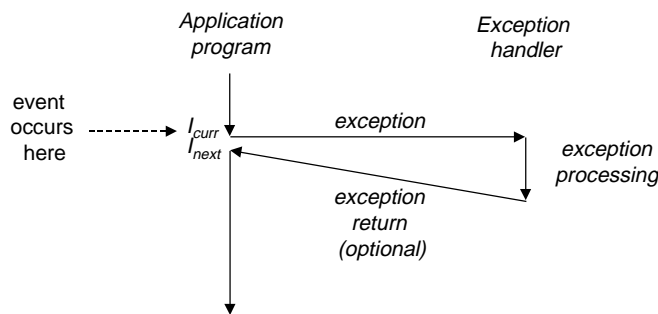 Application
program
Exception
handler
event
occurs
here
I_curr
I_next
exception
exception
processing
exception
return
(optional)